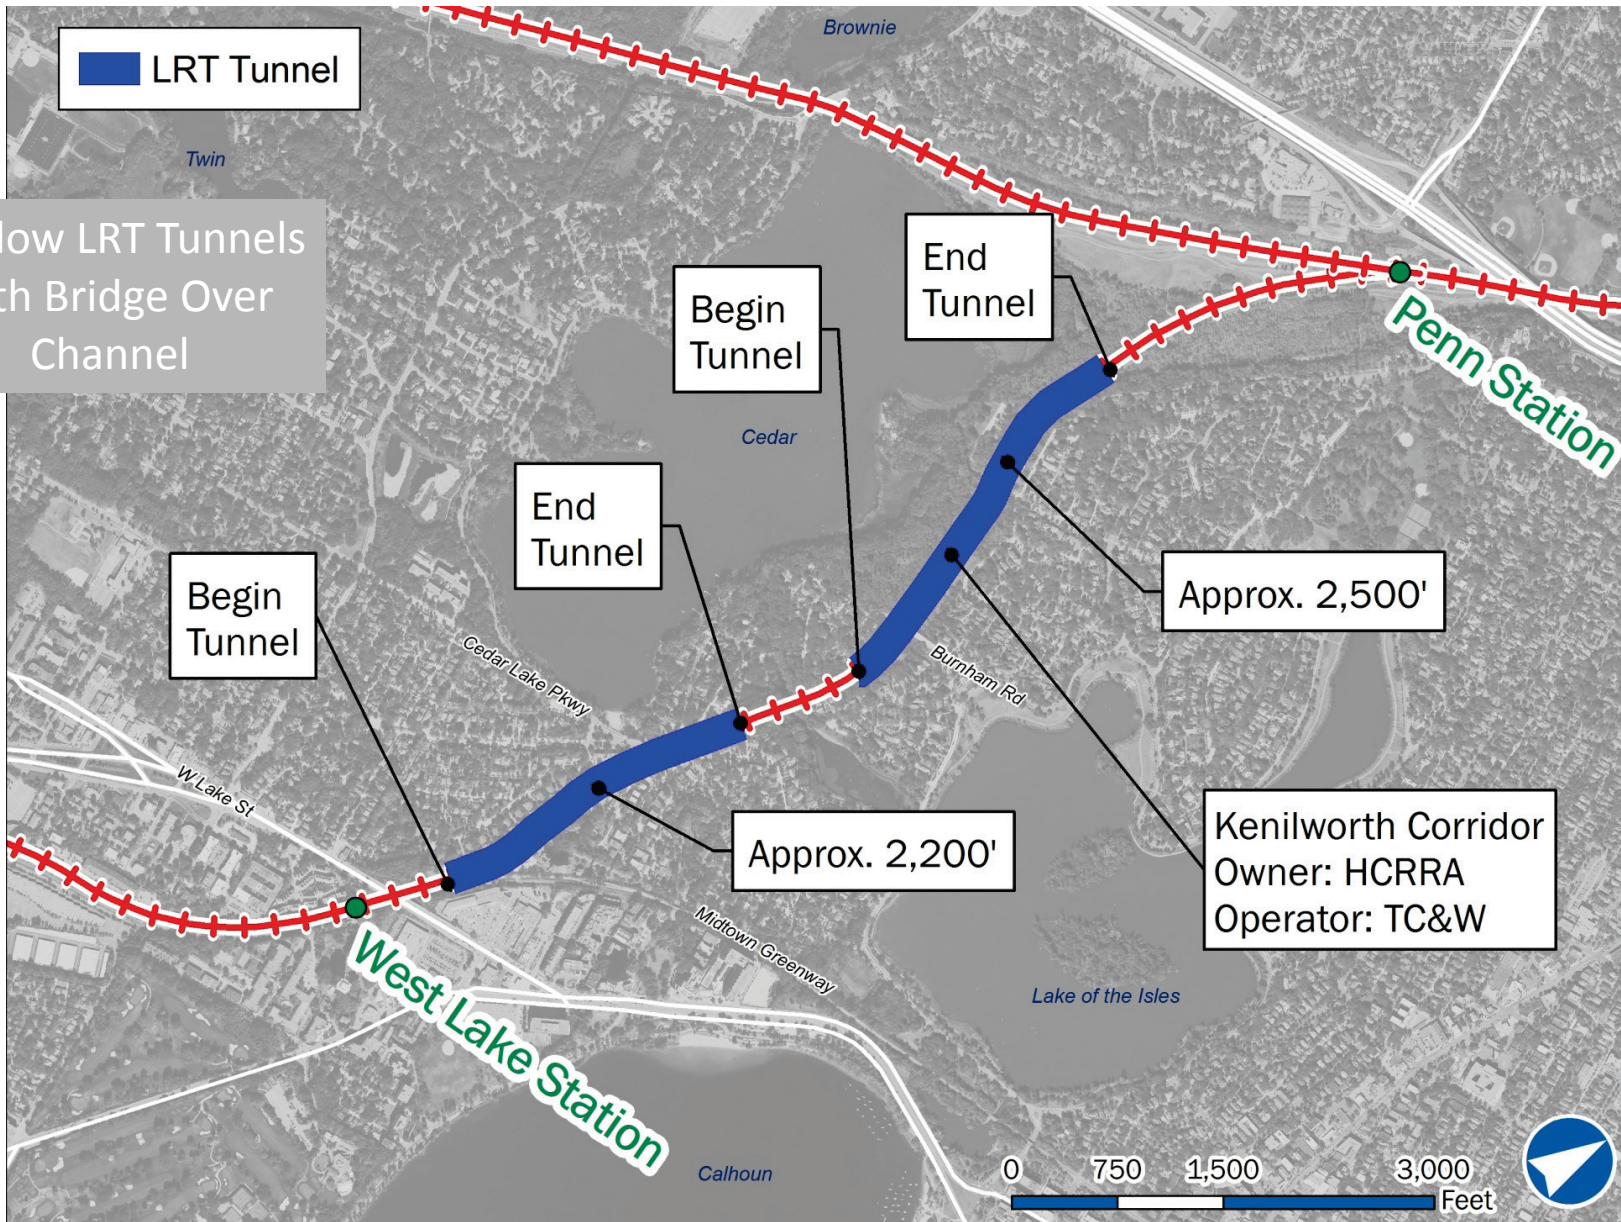 LRT Tunnel
Brownie
Twin
low LRT Tunnels
th Bridge Over
Channel
End
Tunnel
Begin
Tunnel
Penn Station
Cedar
End
Tunnel
Approx. 2,500'
Begin
Tunnel
Cedar Lake Pkwy
Burnham Rd
W Lake St
Approx. 2,200'
Kenilworth Corridor
Owner: HCRRA
Operator: TC&W
Midtown Greenway
West Lake Station
Lake of the Isles
Calhoun
0 750 1,500 3,000
Feet